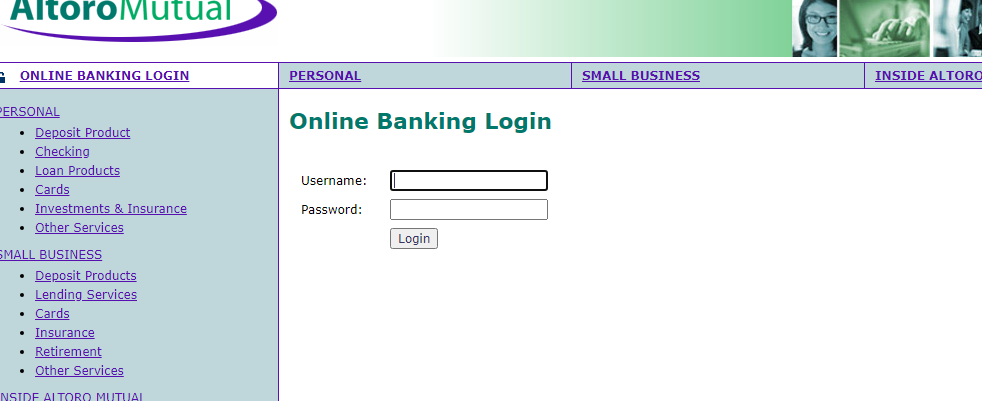 AltoroMutual
ONLINE BANKING LOGIN
PERSONAL
SMALL BUSINESS
INSIDE ALTORO
PERSONAL
Deposit Product
Checking
Loan Products
Cards
Investments & Insurance
Other Services
SMALL BUSINESS
Deposit Products
Lending Services
Cards
Insurance
Retirement
Other Services
INSIDE ALTORO MUTUAL
Online Banking Login
Username:
Password:
Login